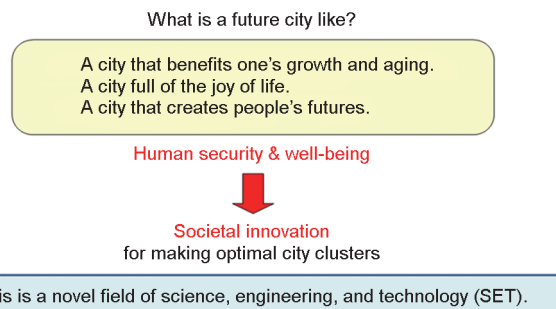 What is a future city like?
A city that benefits one’s growth and aging.
A city full of the joy of life.
A city that creates people’s futures.
Human security & well-being
Societal innovation
for making optimal city clusters
is is a novel field of science, engineering, and technology (SET).